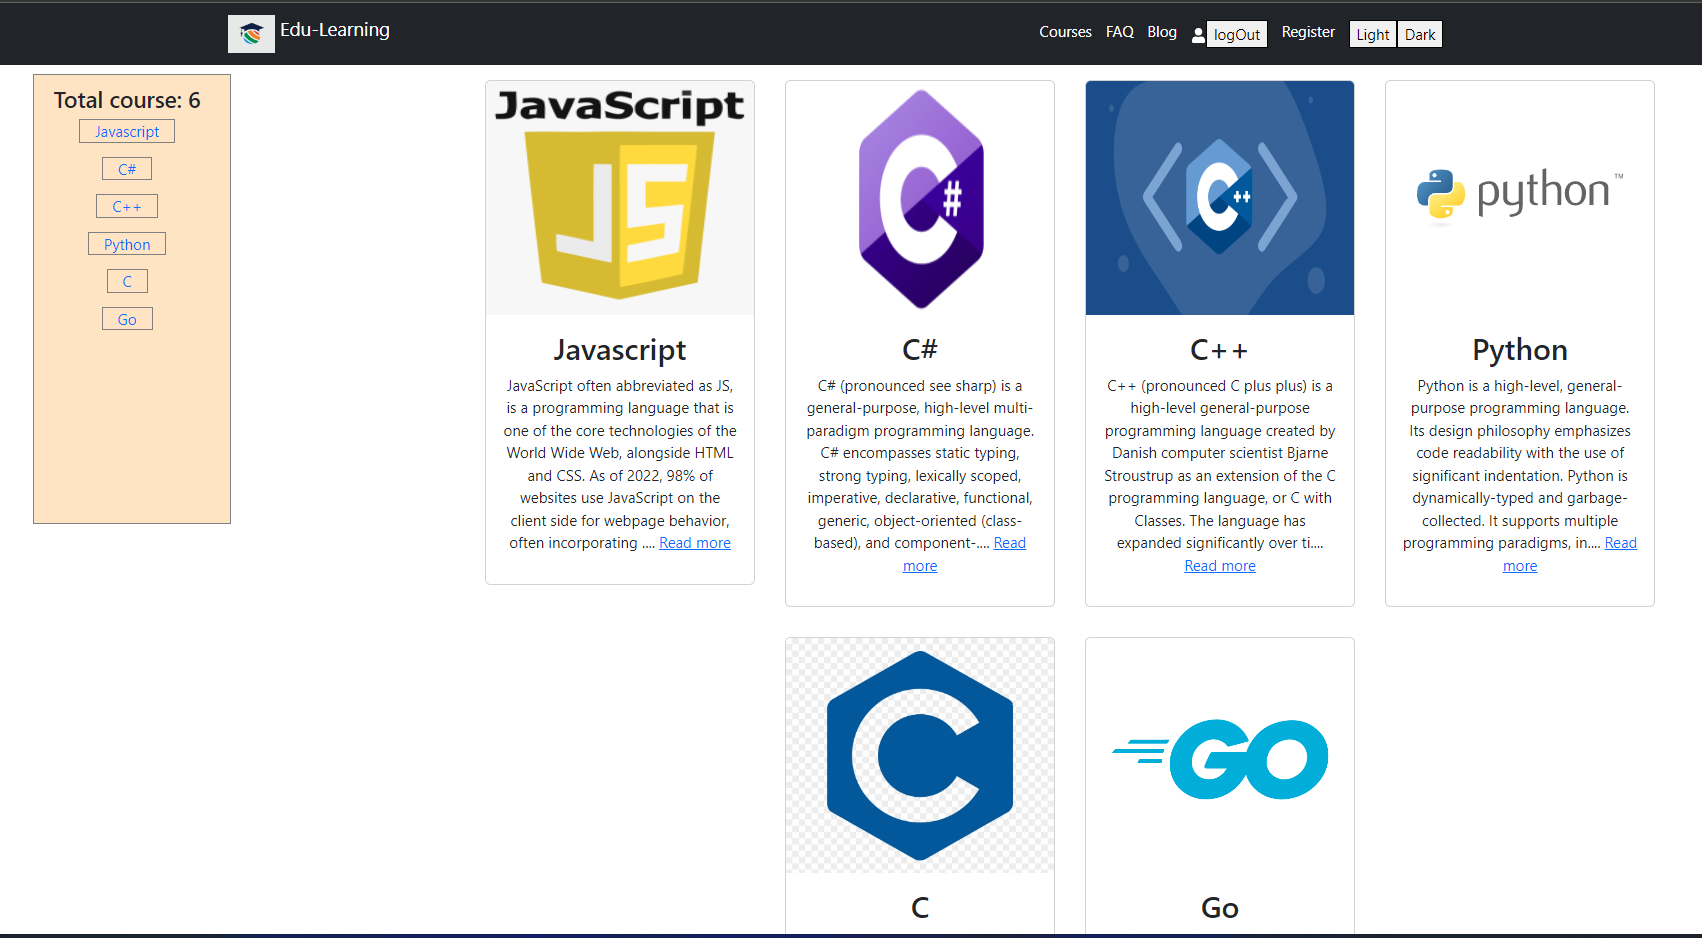 Edu-Learning
Courses FAQ Blog logOut Register Light Dark
Total course: 6
Javascript
C#
C++
Python
C
Go
JavaScript
JS
Javascript
JavaScript often abbreviated as JS,
is a programming language that is
one of the core technologies of the
World Wide Web, alongside HTML
and CSS. As of 2022, 98% of
websites use JavaScript on the
client side for webpage behavior,
often incorporating .... Read more
C#
C#
C# (pronounced see sharp) is a
general-purpose, high-level multi-
paradigm programming language.
C# encompasses static typing,
strong typing, lexically scoped,
imperative, declarative, functional,
generic, object-oriented (class-
based), and component-.... Read
more
C++
C++
C++ (pronounced C plus plus) is a
high-level general-purpose
programming language created by
Danish computer scientist Bjarne
Stroustrup as an extension of the C
programming language, or C with
Classes. The language has
expanded significantly over ti....
Read more
python™
Python
Python is a high-level, general-
purpose programming language.
Its design philosophy emphasizes
code readability with the use of
significant indentation. Python is
dynamically-typed and garbage-
collected. It supports multiple
programming paradigms, in.... Read
more
C
C
GO
Go